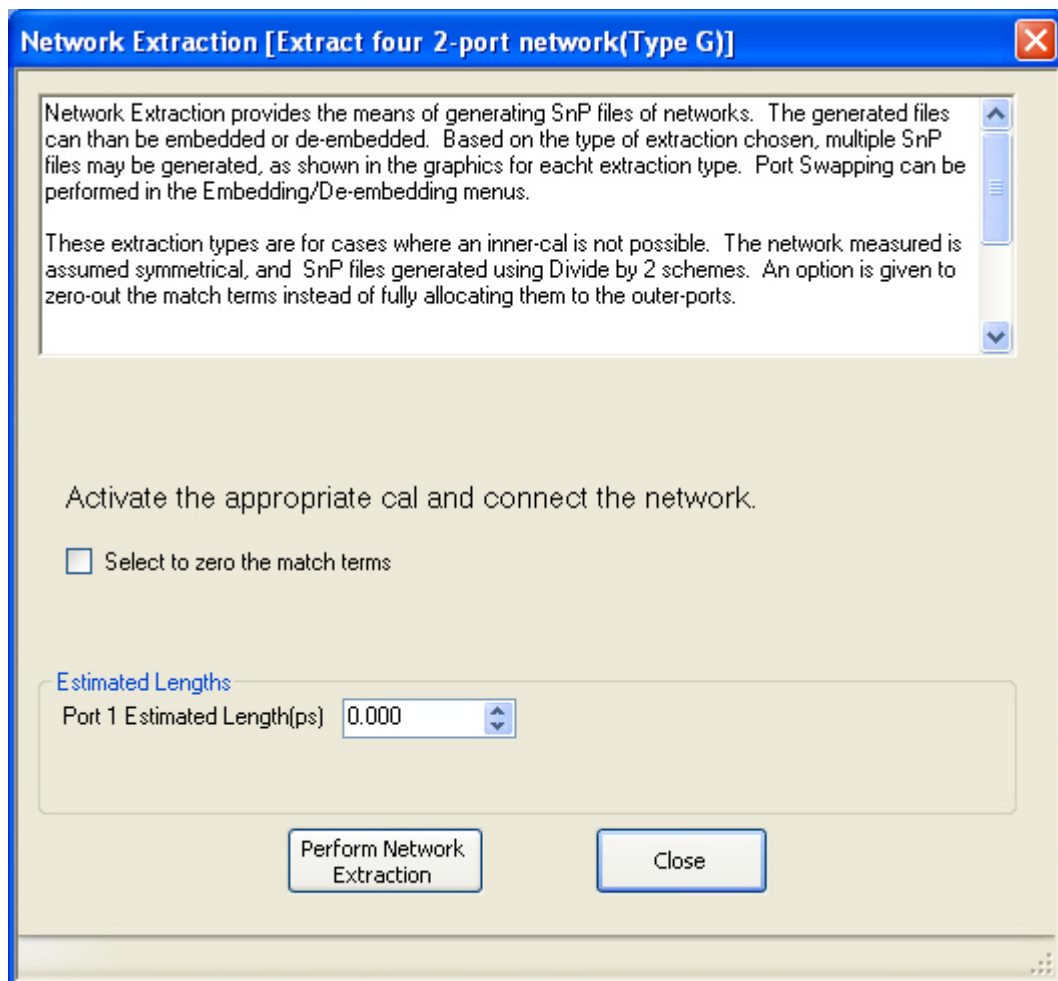 Network Extraction [Extract four 2-port network(Type G)]
Network Extraction provides the means of generating SnP files of networks.  The generated files
can than be embedded or de-embedded.  Based on the type of extraction chosen, multiple SnP
files may be generated, as shown in the graphics for eacht extraction type.  Port Swapping can be
performed in the Embedding/De-embedding menus.
These extraction types are for cases where an inner-cal is not possible.  The network measured is
assumed symmetrical, and  SnP files generated using Divide by 2 schemes.  An option is given to
zero-out the match terms instead of fully allocating them to the outer-ports.
Activate the appropriate cal and connect the network.
Select to zero the match terms
Estimated Lengths
Port 1 Estimated Length(ps) 0.000
Perform Network
Extraction
Close